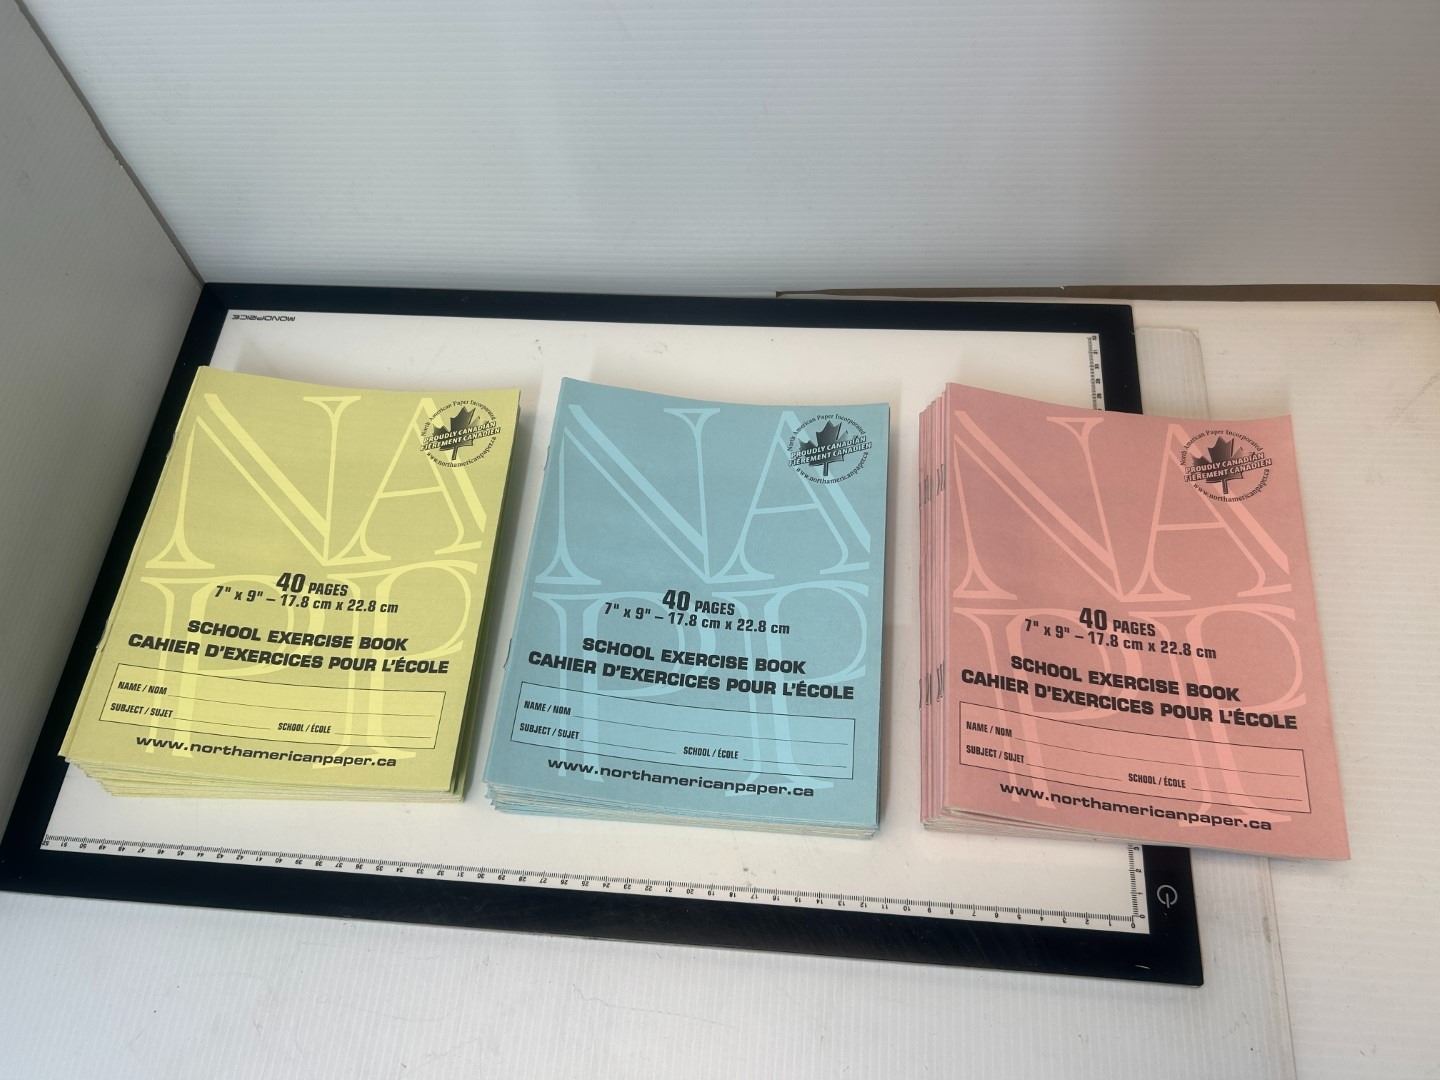 MONOPRICE
NA
PI
North American Paper Incorporated
PROUDLY CANADIAN
FIÈREMENT CANADIEN
www.northamericanpaper.ca
40 PAGES
7" x 9" – 17.8 cm x 22.8 cm
SCHOOL EXERCISE BOOK
CAHIER D'EXERCICES POUR L'ÉCOLE
NAME / NOM
SUBJECT / SUJET SCHOOL / ÉCOLE
www.northamericanpaper.ca
NA
PI
North American Paper Incorporated
PROUDLY CANADIAN
FIÈREMENT CANADIEN
www.northamericanpaper.ca
40 PAGES
7" x 9" – 17.8 cm x 22.8 cm
SCHOOL EXERCISE BOOK
CAHIER D'EXERCICES POUR L'ÉCOLE
NAME / NOM
SUBJECT / SUJET SCHOOL / ÉCOLE
www.northamericanpaper.ca
NA
PI
North American Paper Incorporated
PROUDLY CANADIAN
FIÈREMENT CANADIEN
www.northamericanpaper.ca
40 PAGES
7" x 9" – 17.8 cm x 22.8 cm
SCHOOL EXERCISE BOOK
CAHIER D'EXERCICES POUR L'ÉCOLE
NAME / NOM
SUBJECT / SUJET SCHOOL / ÉCOLE
www.northamericanpaper.ca